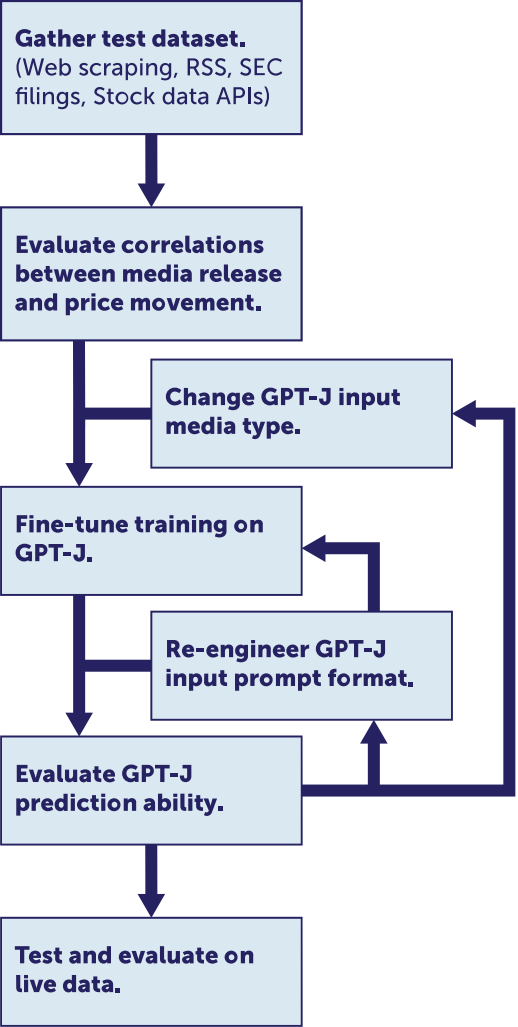 Gather test dataset.
(Web scraping, RSS, SEC
filings, Stock data APIs)
Evaluate correlations
between media release
and price movement.
Change GPT-J input
media type.
Fine-tune training on
GPT-J.
Re-engineer GPT-J
input prompt format.
Evaluate GPT-J
prediction ability.
Test and evaluate on
live data.